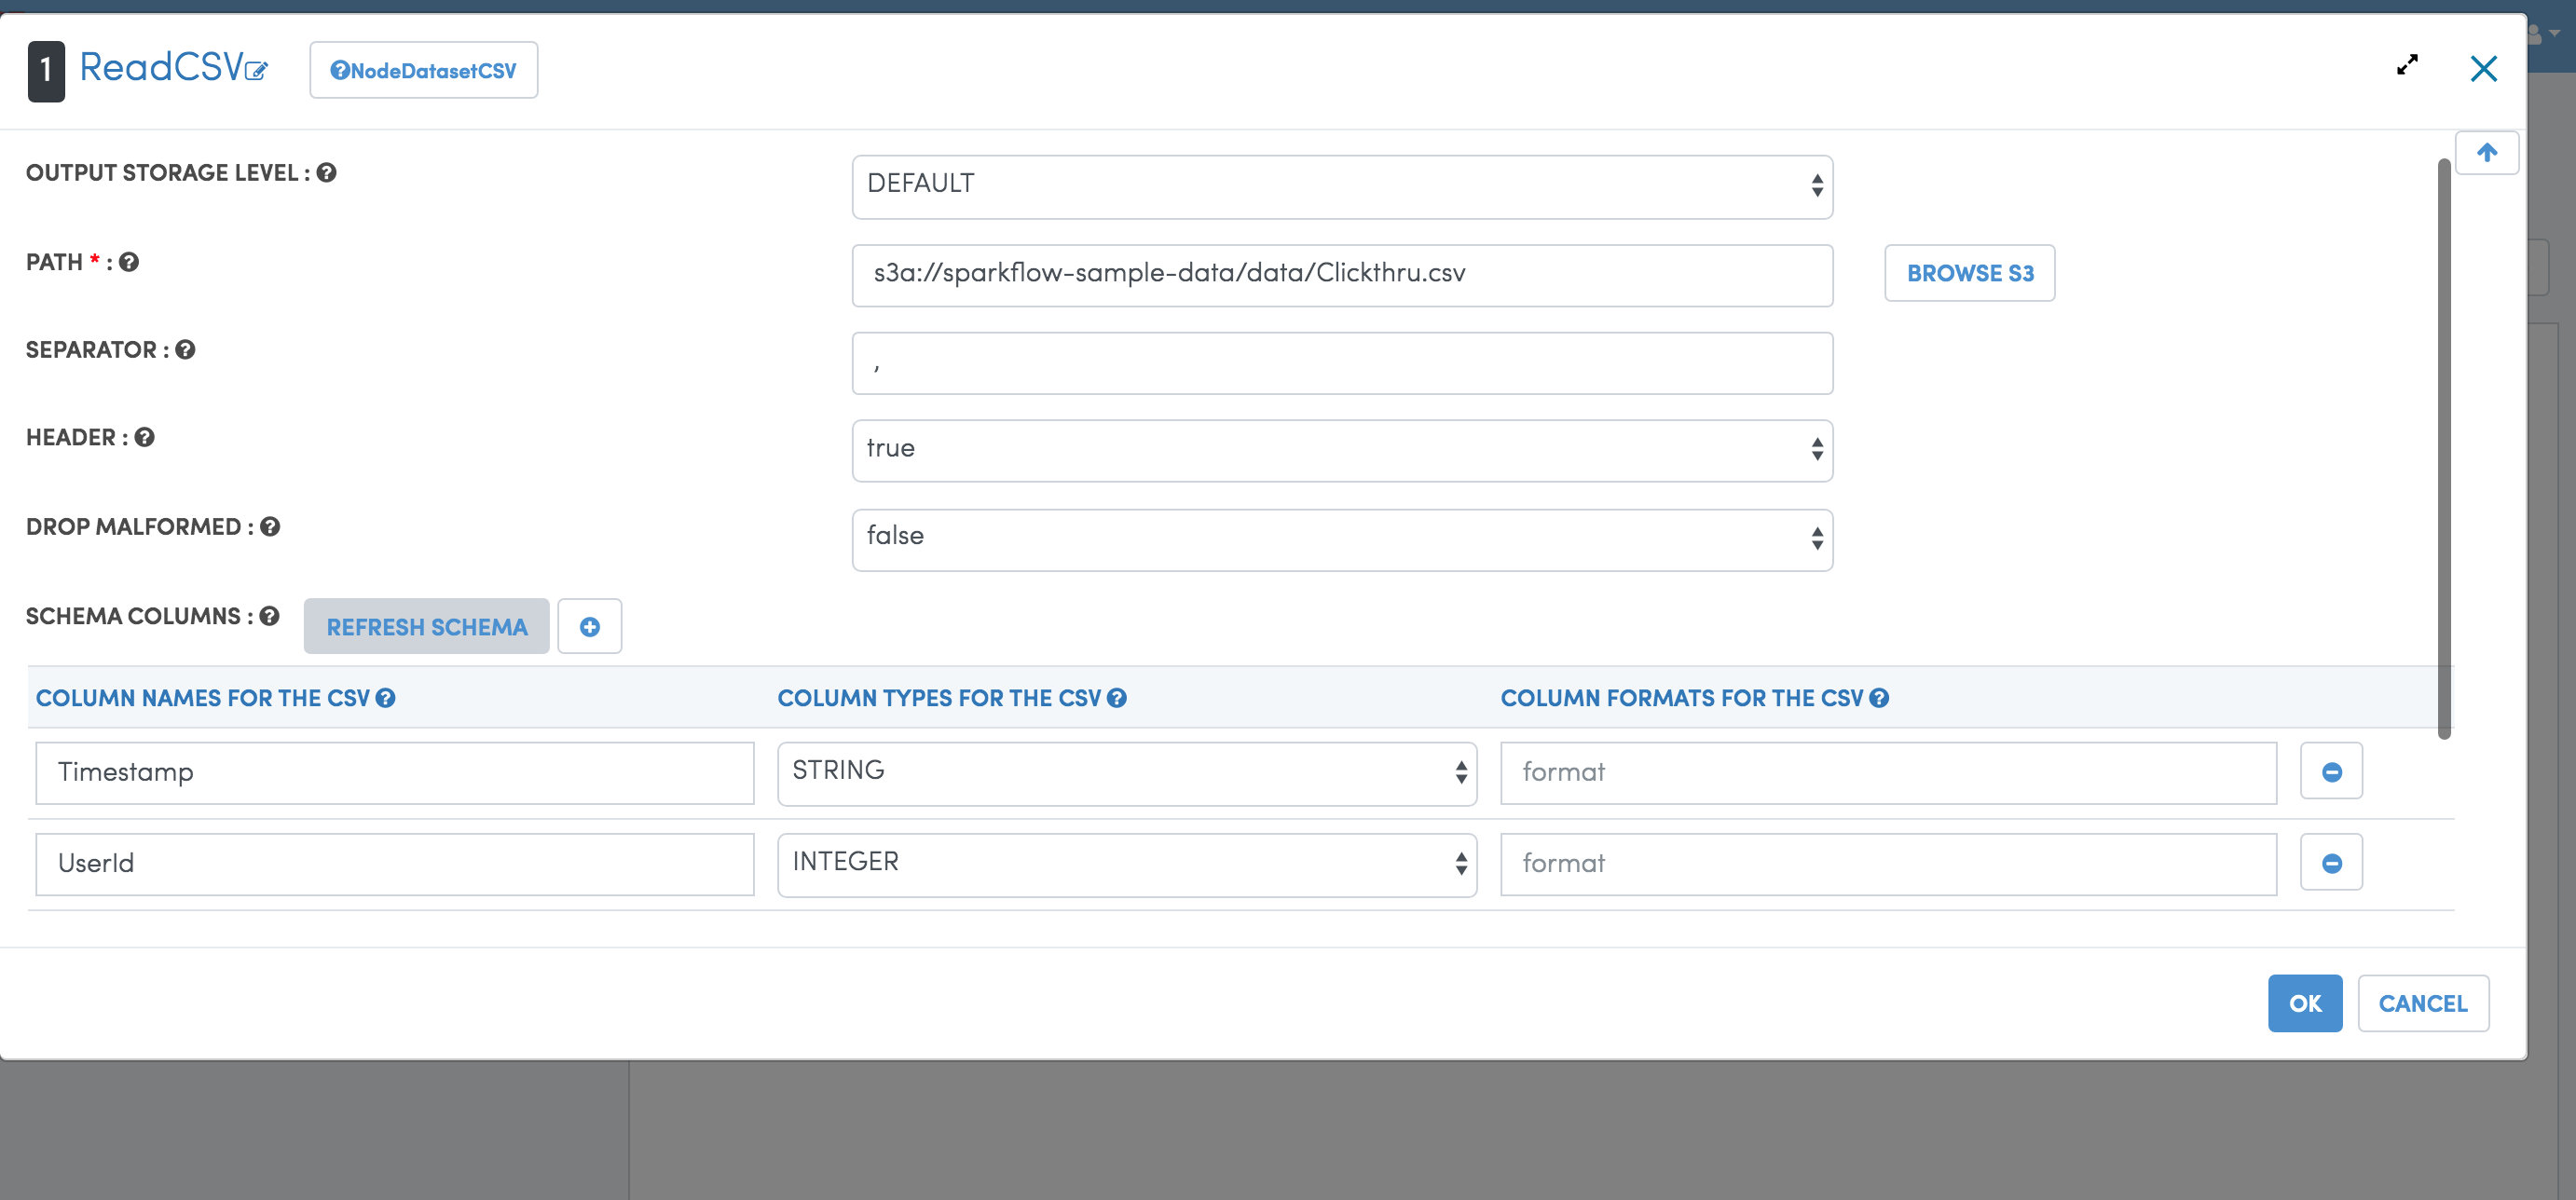 1 ReadCSV NodeDatasetCSV
OUTPUT STORAGE LEVEL : DEFAULT
PATH * : s3a://sparkflow-sample-data/data/Clickthru.csv BROWSE S3
SEPARATOR : ,
HEADER : true
DROP MALFORMED : false
SCHEMA COLUMNS : REFRESH SCHEMA
COLUMN NAMES FOR THE CSV COLUMN TYPES FOR THE CSV COLUMN FORMATS FOR THE CSV
Timestamp STRING format
UserId INTEGER format
OK CANCEL